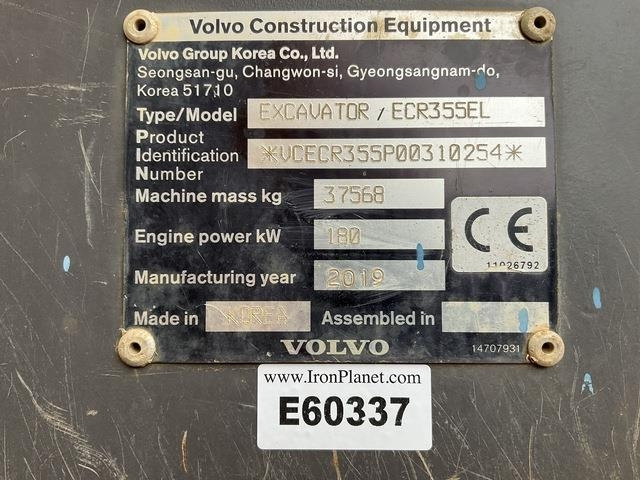 Volvo Construction Equipment
Volvo Group Korea Co., Ltd.
Seongsan-gu, Changwon-si, Gyeongsangnam-do,
Korea 51710
Type/Model EXCAVATOR / ECR355EL
Product
Identification *VCECR355P00310254*
Number
Machine mass kg 37568
Engine power kW 180
CE
11026792
Manufacturing year 2019
Made in KOREA Assembled in
VOLVO 14707931
www.IronPlanet.com
E60337